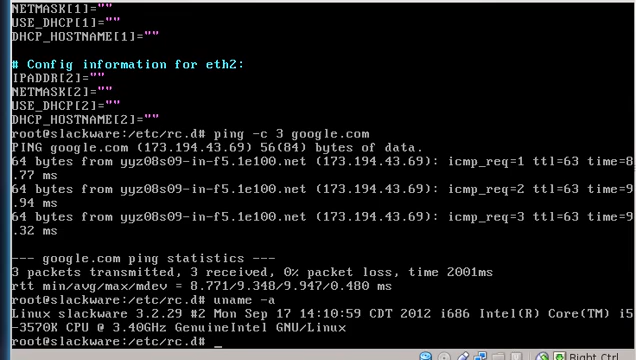 NETMASK[1]=""
USE_DHCP[1]=""
DHCP_HOSTNAME[1]=""
# Config information for eth2:
IPADDR[2]=""
NETMASK[2]=""
USE_DHCP[2]=""
DHCP_HOSTNAME[2]=""
root@slackware:/etc/rc.d# ping -c 3 google.com
PING google.com (173.194.43.69) 56(84) bytes of data.
64 bytes from yyz08s09-in-f5.1e100.net (173.194.43.69): icmp_req=1 ttl=63 time=8
.77 ms
64 bytes from yyz08s09-in-f5.1e100.net (173.194.43.69): icmp_req=2 ttl=63 time=9
.94 ms
64 bytes from yyz08s09-in-f5.1e100.net (173.194.43.69): icmp_req=3 ttl=63 time=9
.32 ms
--- google.com ping statistics ---
3 packets transmitted, 3 received, 0% packet loss, time 2001ms
rtt min/avg/max/mdev = 8.771/9.348/9.947/0.480 ms
root@slackware:/etc/rc.d# uname -a
Linux slackware 3.2.29 #2 Mon Sep 17 14:10:59 CDT 2012 i686 Intel(R) Core(TM) i5
-3570K CPU @ 3.40GHz GenuineIntel GNU/Linux
root@slackware:/etc/rc.d# _
Right Ctrl